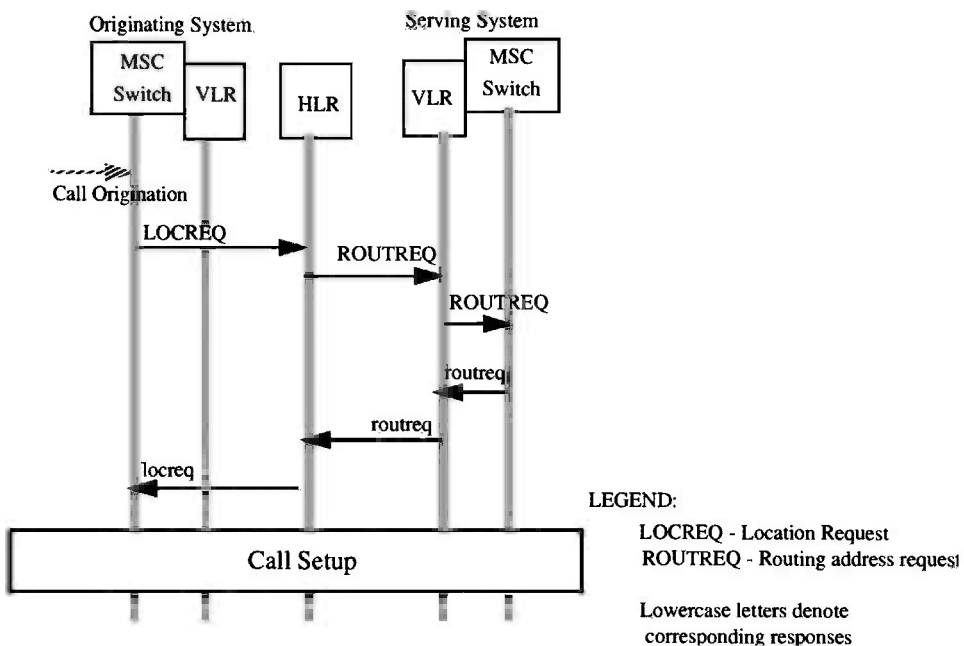 Originating System
Serving System
MSC
Switch
VLR
HLR
VLR
MSC
Switch
Call Origination
LOCREQ
ROUTREQ
ROUTREQ
routreq
routreq
locreq
Call Setup
LEGEND:
LOCREQ - Location Request
ROUTREQ - Routing address request
Lowercase letters denote
corresponding responses